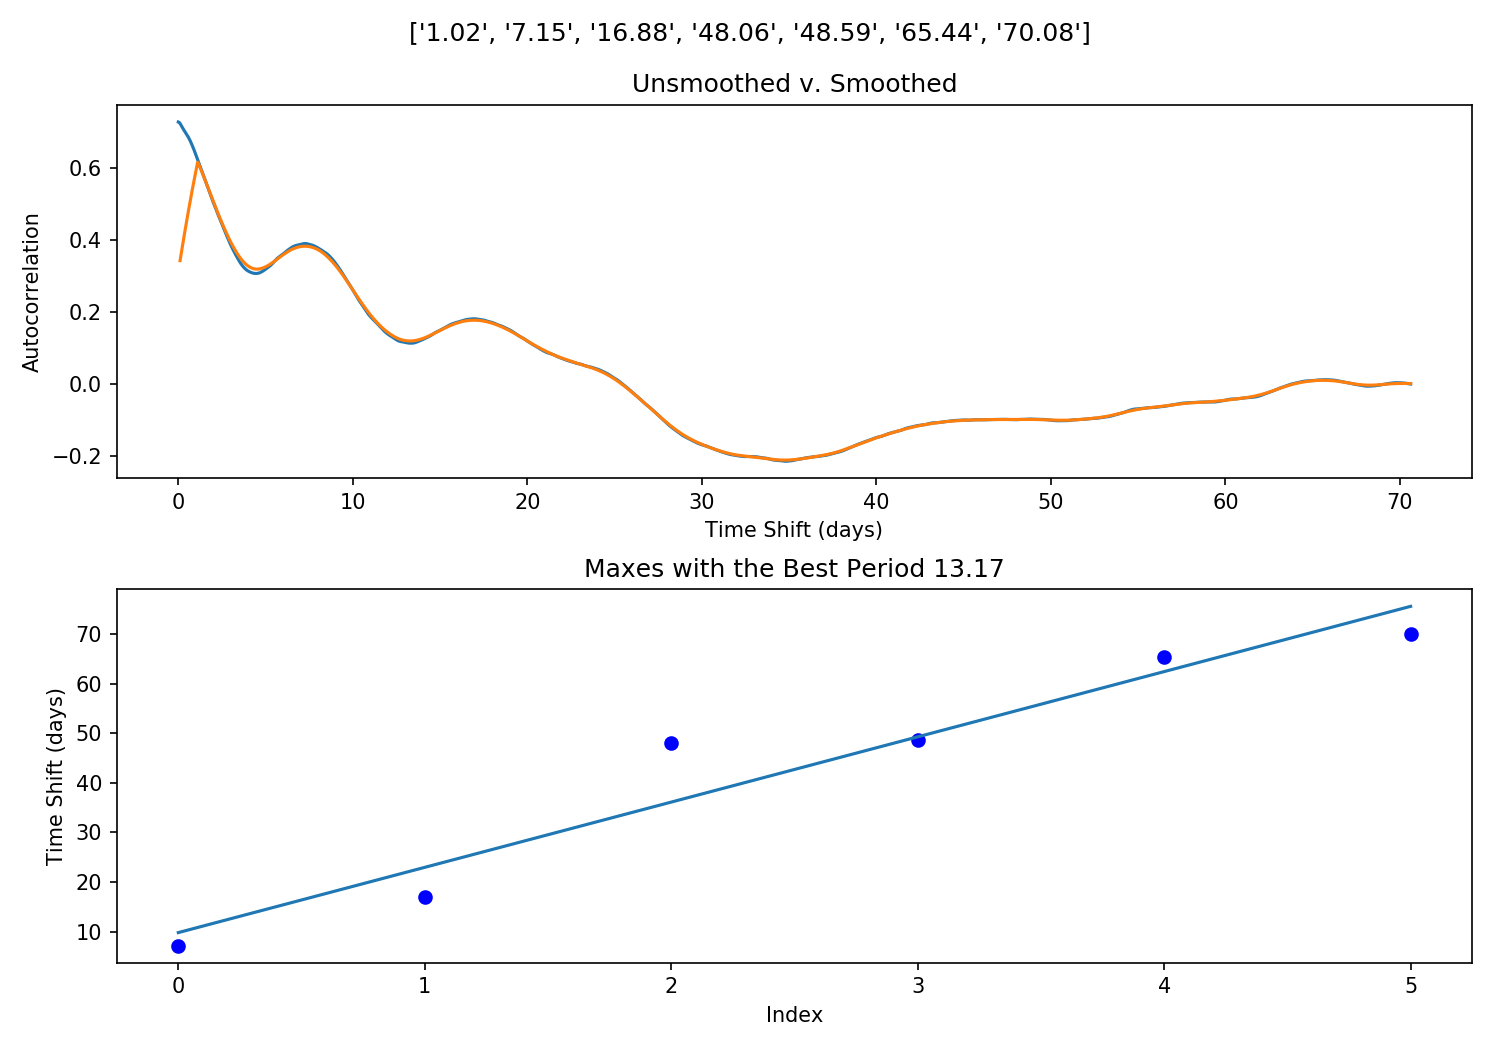 ['1.02', '7.15', '16.88', '48.06', '48.59', '65.44', '70.08']
Unsmoothed v. Smoothed
Autocorrelation
0.6
0.4
0.2
0.0
−0.2
0 10 20 30 40 50 60 70
Time Shift (days)
Maxes with the Best Period 13.17
Time Shift (days)
70
60
50
40
30
20
10
0 1 2 3 4 5
Index